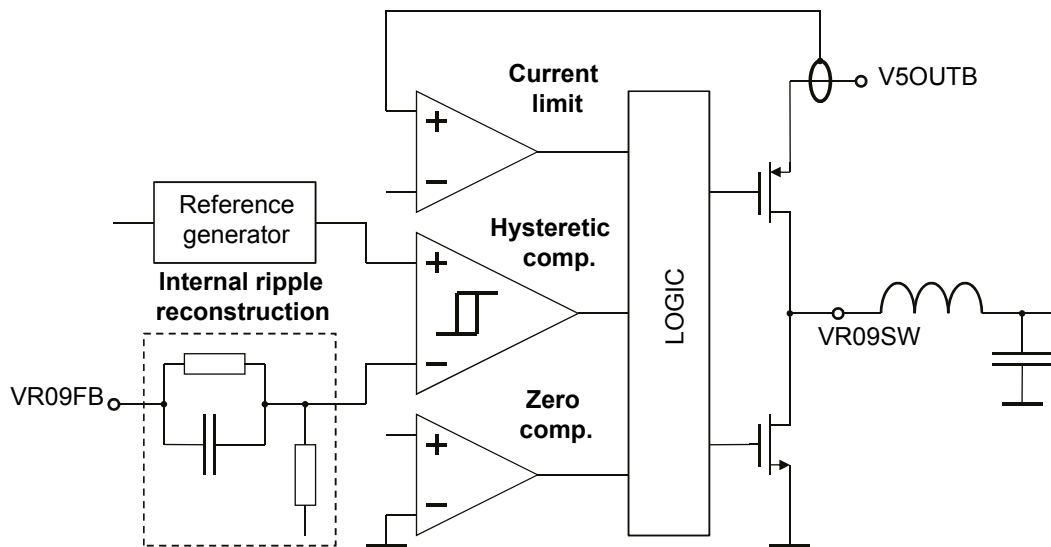 Current
limit
V5OUTB
+
−
Reference
generator
Hysteretic
comp.
+
−
Internal ripple
reconstruction
LOGIC
VR09SW
VR09FB
Zero
comp.
+
−